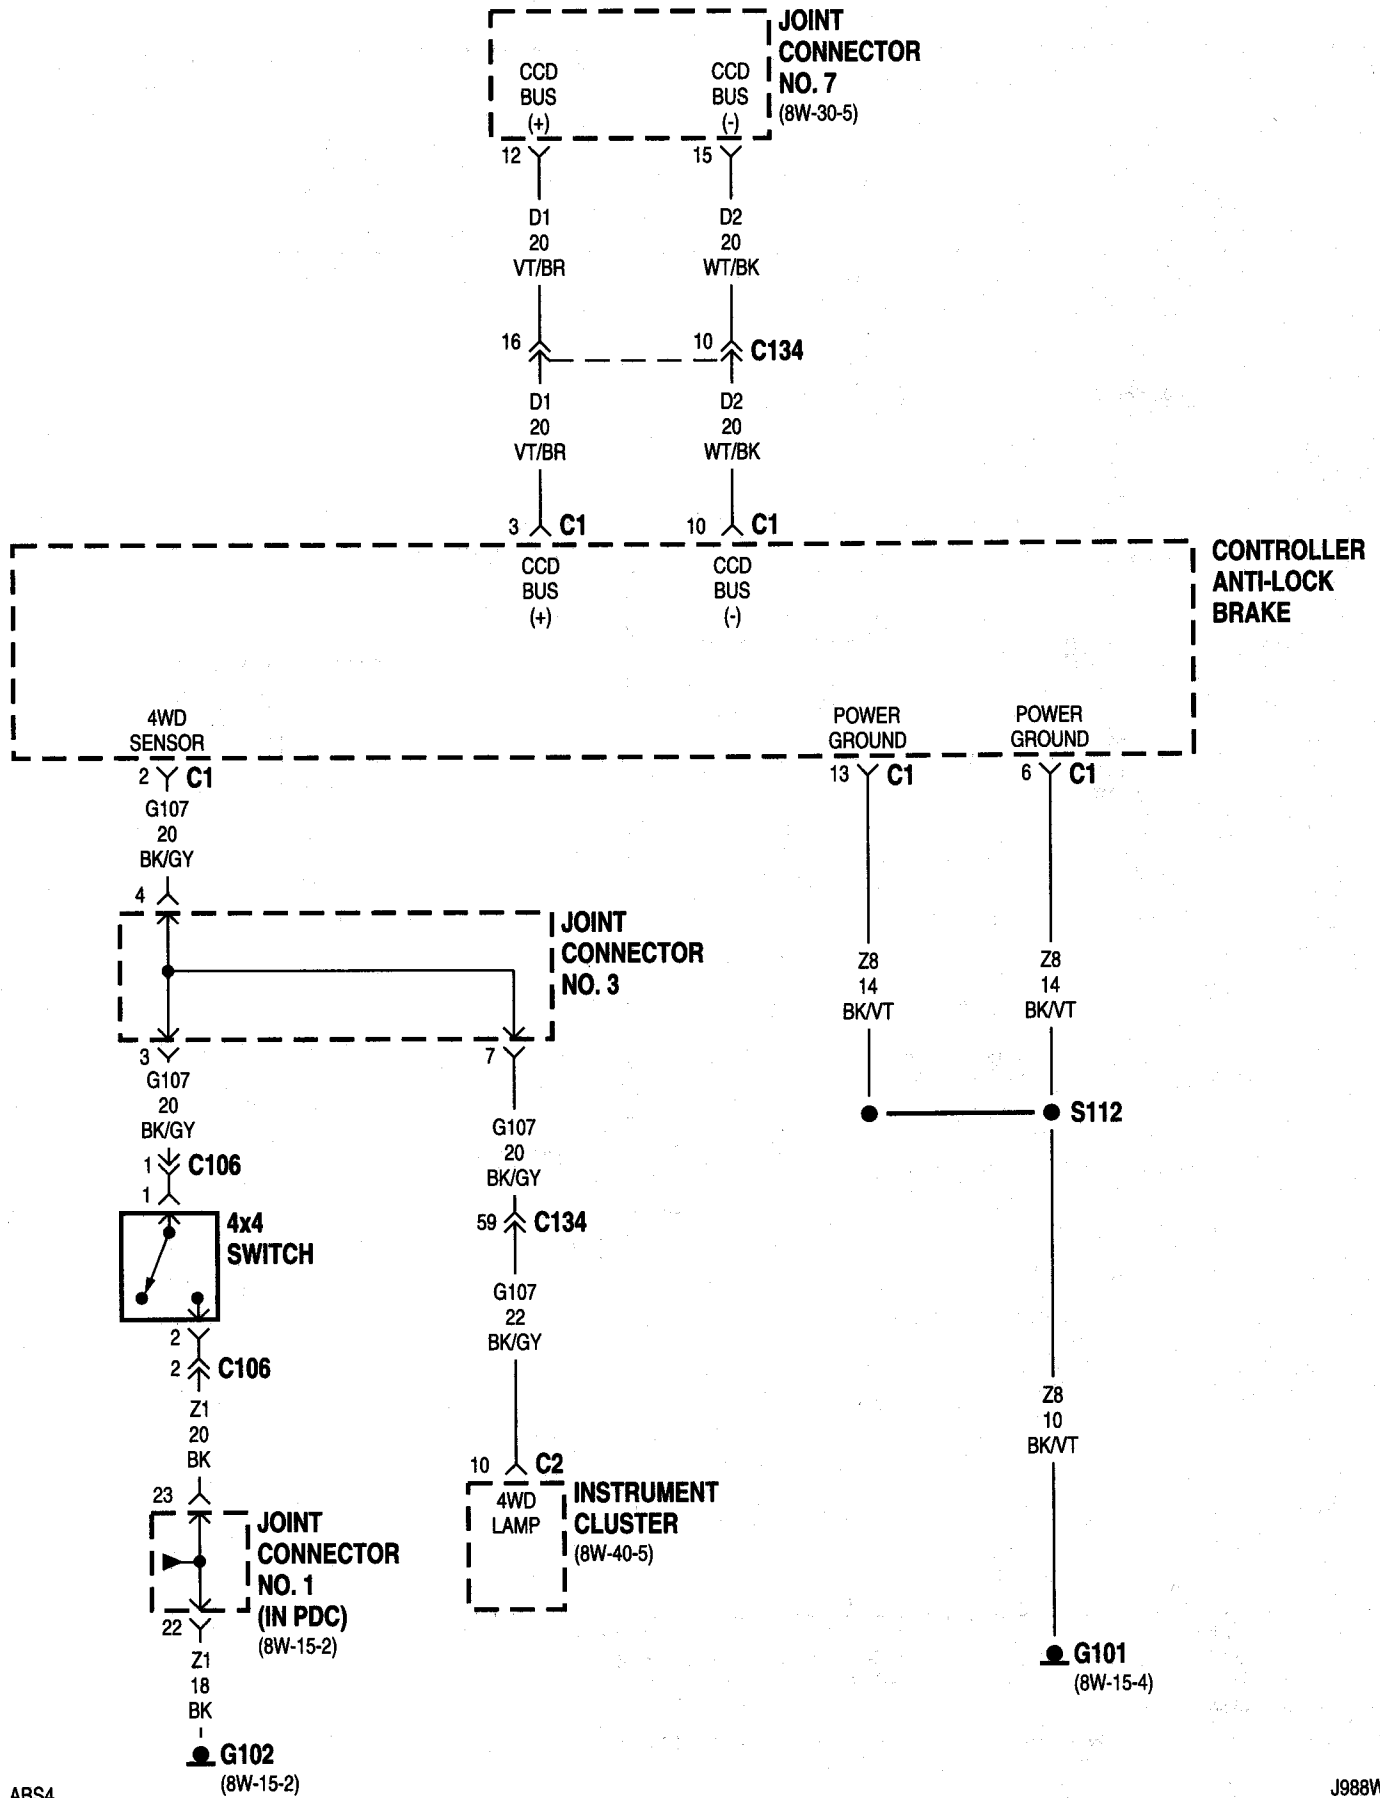 JOINT
CONNECTOR
NO. 7
(8W-30-5)
CCD
BUS
(+)
CCD
BUS
(-)
12
15
D1
20
VT/BR
D2
20
WT/BK
16
10
C134
D1
20
VT/BR
D2
20
WT/BK
3
C1
10
C1
CCD
BUS
(+)
CCD
BUS
(-)
CONTROLLER
ANTI-LOCK
BRAKE
4WD
SENSOR
POWER
GROUND
POWER
GROUND
2
C1
13
C1
6
C1
G107
20
BK/GY
4
JOINT
CONNECTOR
NO. 3
Z8
14
BK/VT
Z8
14
BK/VT
3
7
G107
20
BK/GY
G107
20
BK/GY
S112
1
C106
1
4x4
SWITCH
59
C134
G107
22
BK/GY
2
2
C106
Z1
20
BK
Z8
10
BK/VT
10
C2
4WD
LAMP
INSTRUMENT
CLUSTER
(8W-40-5)
23
JOINT
CONNECTOR
NO. 1
(IN PDC)
(8W-15-2)
22
Z1
18
BK
G101
(8W-15-4)
G102
(8W-15-2)
ABS4
J988W